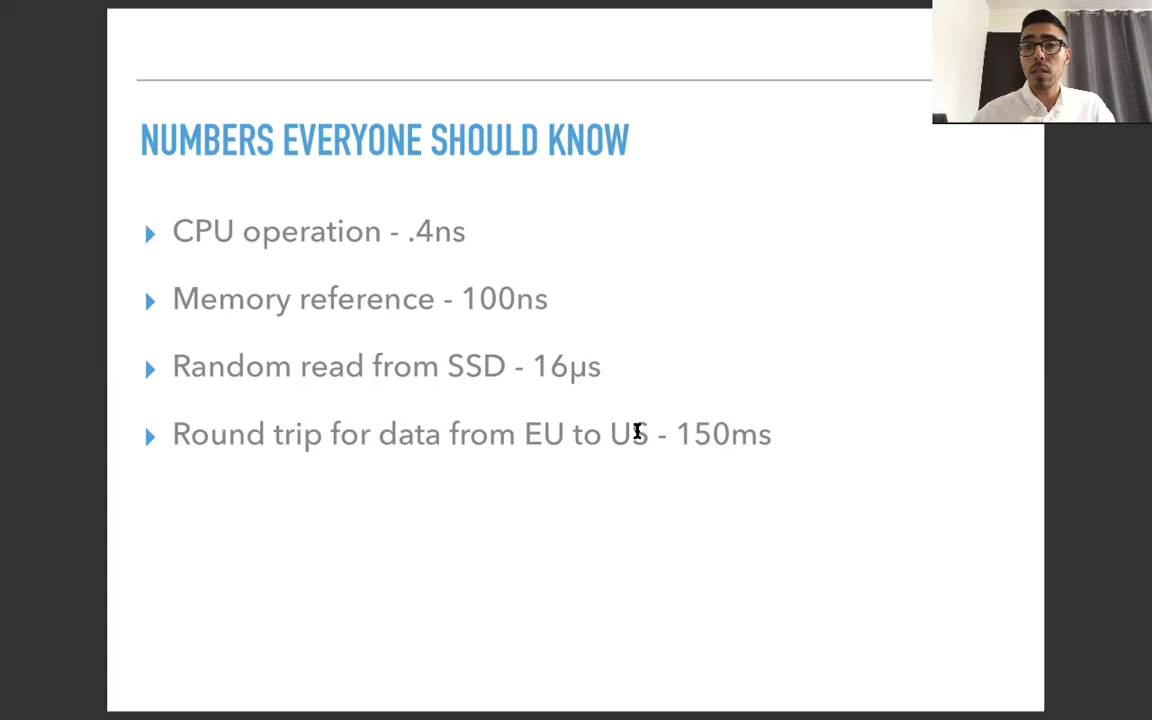 NUMBERS EVERYONE SHOULD KNOW
CPU operation - .4ns
Memory reference - 100ns
Random read from SSD - 16µs
Round trip for data from EU to US - 150ms